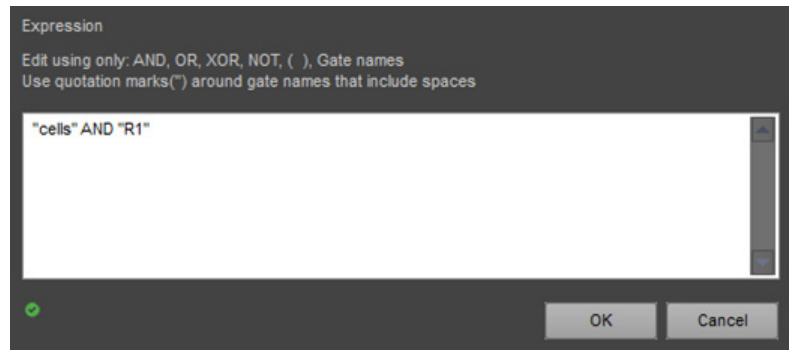 Expression
Edit using only: AND, OR, XOR, NOT, ( ), Gate names
Use quotation marks(") around gate names that include spaces
"cells" AND "R1"
OK Cancel